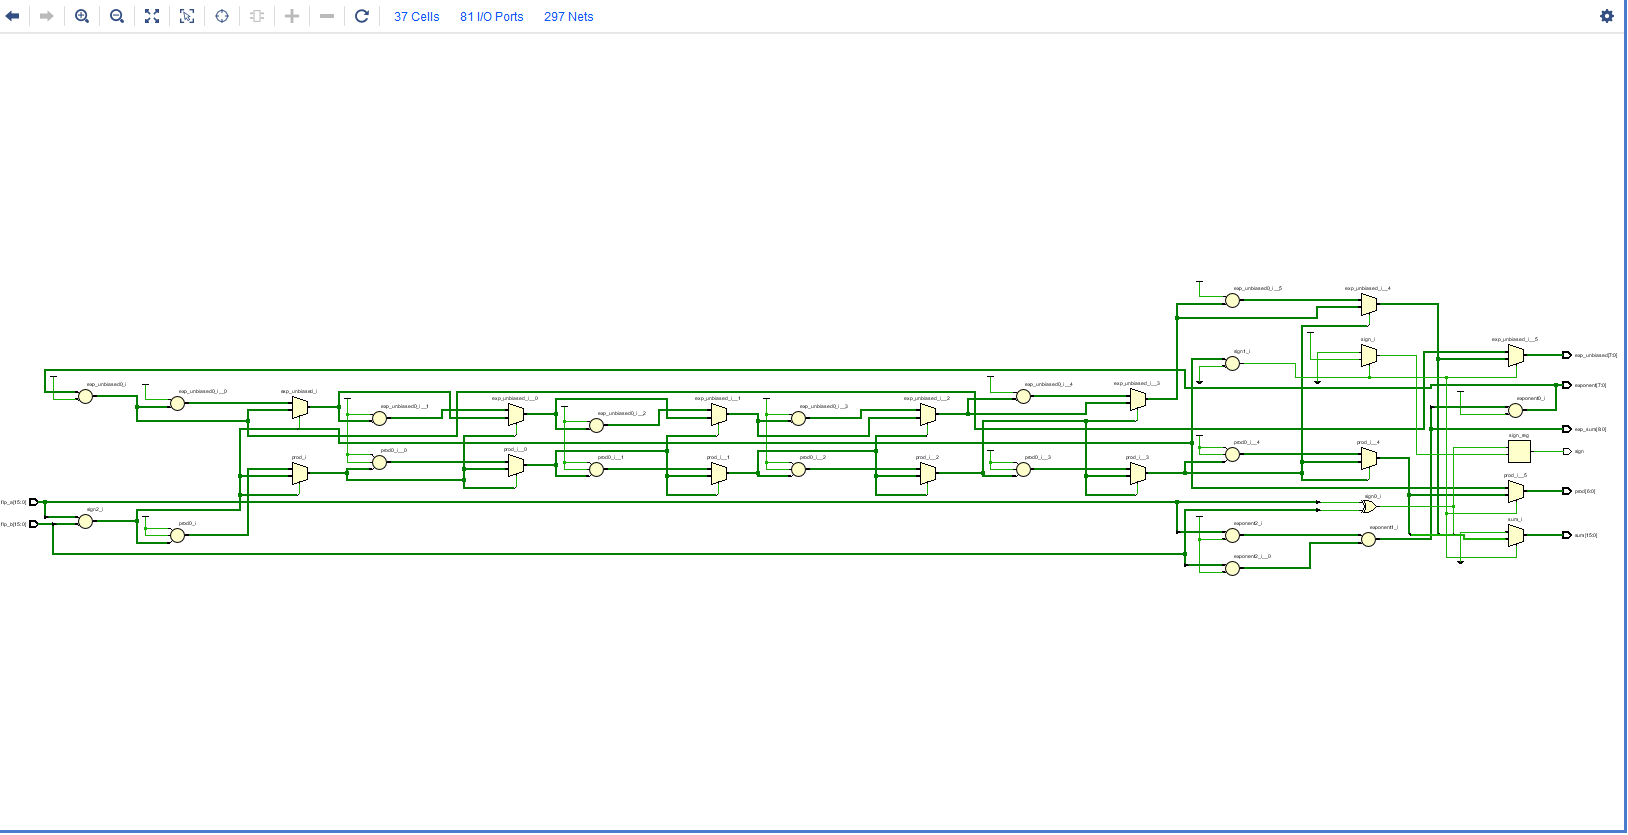 37 Cells 81 I/O Ports 297 Nets
exp_unbiased0_i__5
exp_unbiased_i__4
sign_i
exp_unbiased_i__5
exp_unbiased[7:0]
sign1_i
exp_unbiased0_i
exp_unbiased0_i__0
exp_unbiased_i
exp_unbiased0_i__1
exp_unbiased_i__0
exp_unbiased0_i__2
exp_unbiased_i__1
exp_unbiased0_i__3
exp_unbiased_i__2
exp_unbiased0_i__4
exp_unbiased_i__3
exponent[7:0]
exponent0_i
exp_sum[8:0]
sign_reg
sign
prod_i
prod0_i__0
prod_i__0
prod0_i__1
prod_i__1
prod0_i__2
prod_i__2
prod0_i__3
prod_i__3
prod0_i__4
prod_i__4
prod_i__5
prod[6:0]
flp_a[15:0]
flp_b[15:0]
sign2_i
prod0_i
sign0_i
exponent2_i
exponent1_i
exponent2_i__0
sum_i
sum[15:0]